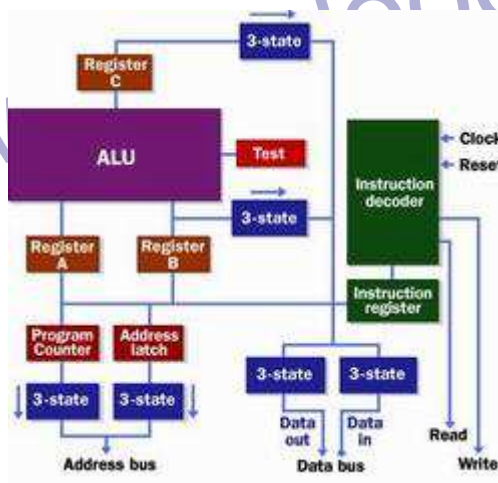 3-state
Register
C
ALU
Test
Clock
Reset
Instruction
decoder
3-state
Register
A
Register
B
Instruction
register
Program
Counter
Address
latch
3-state
3-state
3-state
3-state
Data
out
Data
in
Read
Address bus
Data bus
Write